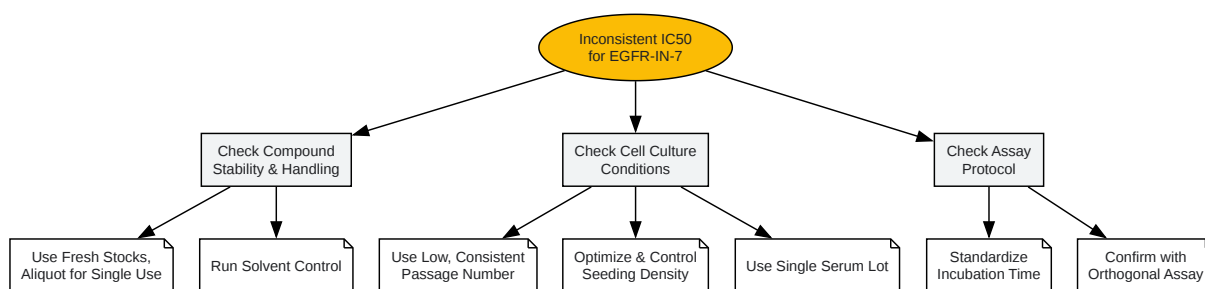 Inconsistent IC50
for EGFR-IN-7
Check Compound
Stability & Handling
Check Cell Culture
Conditions
Check Assay
Protocol
Use Fresh Stocks,
Aliquot for Single Use
Run Solvent Control
Use Low, Consistent
Passage Number
Optimize & Control
Seeding Density
Use Single Serum Lot
Standardize
Incubation Time
Confirm with
Orthogonal Assay